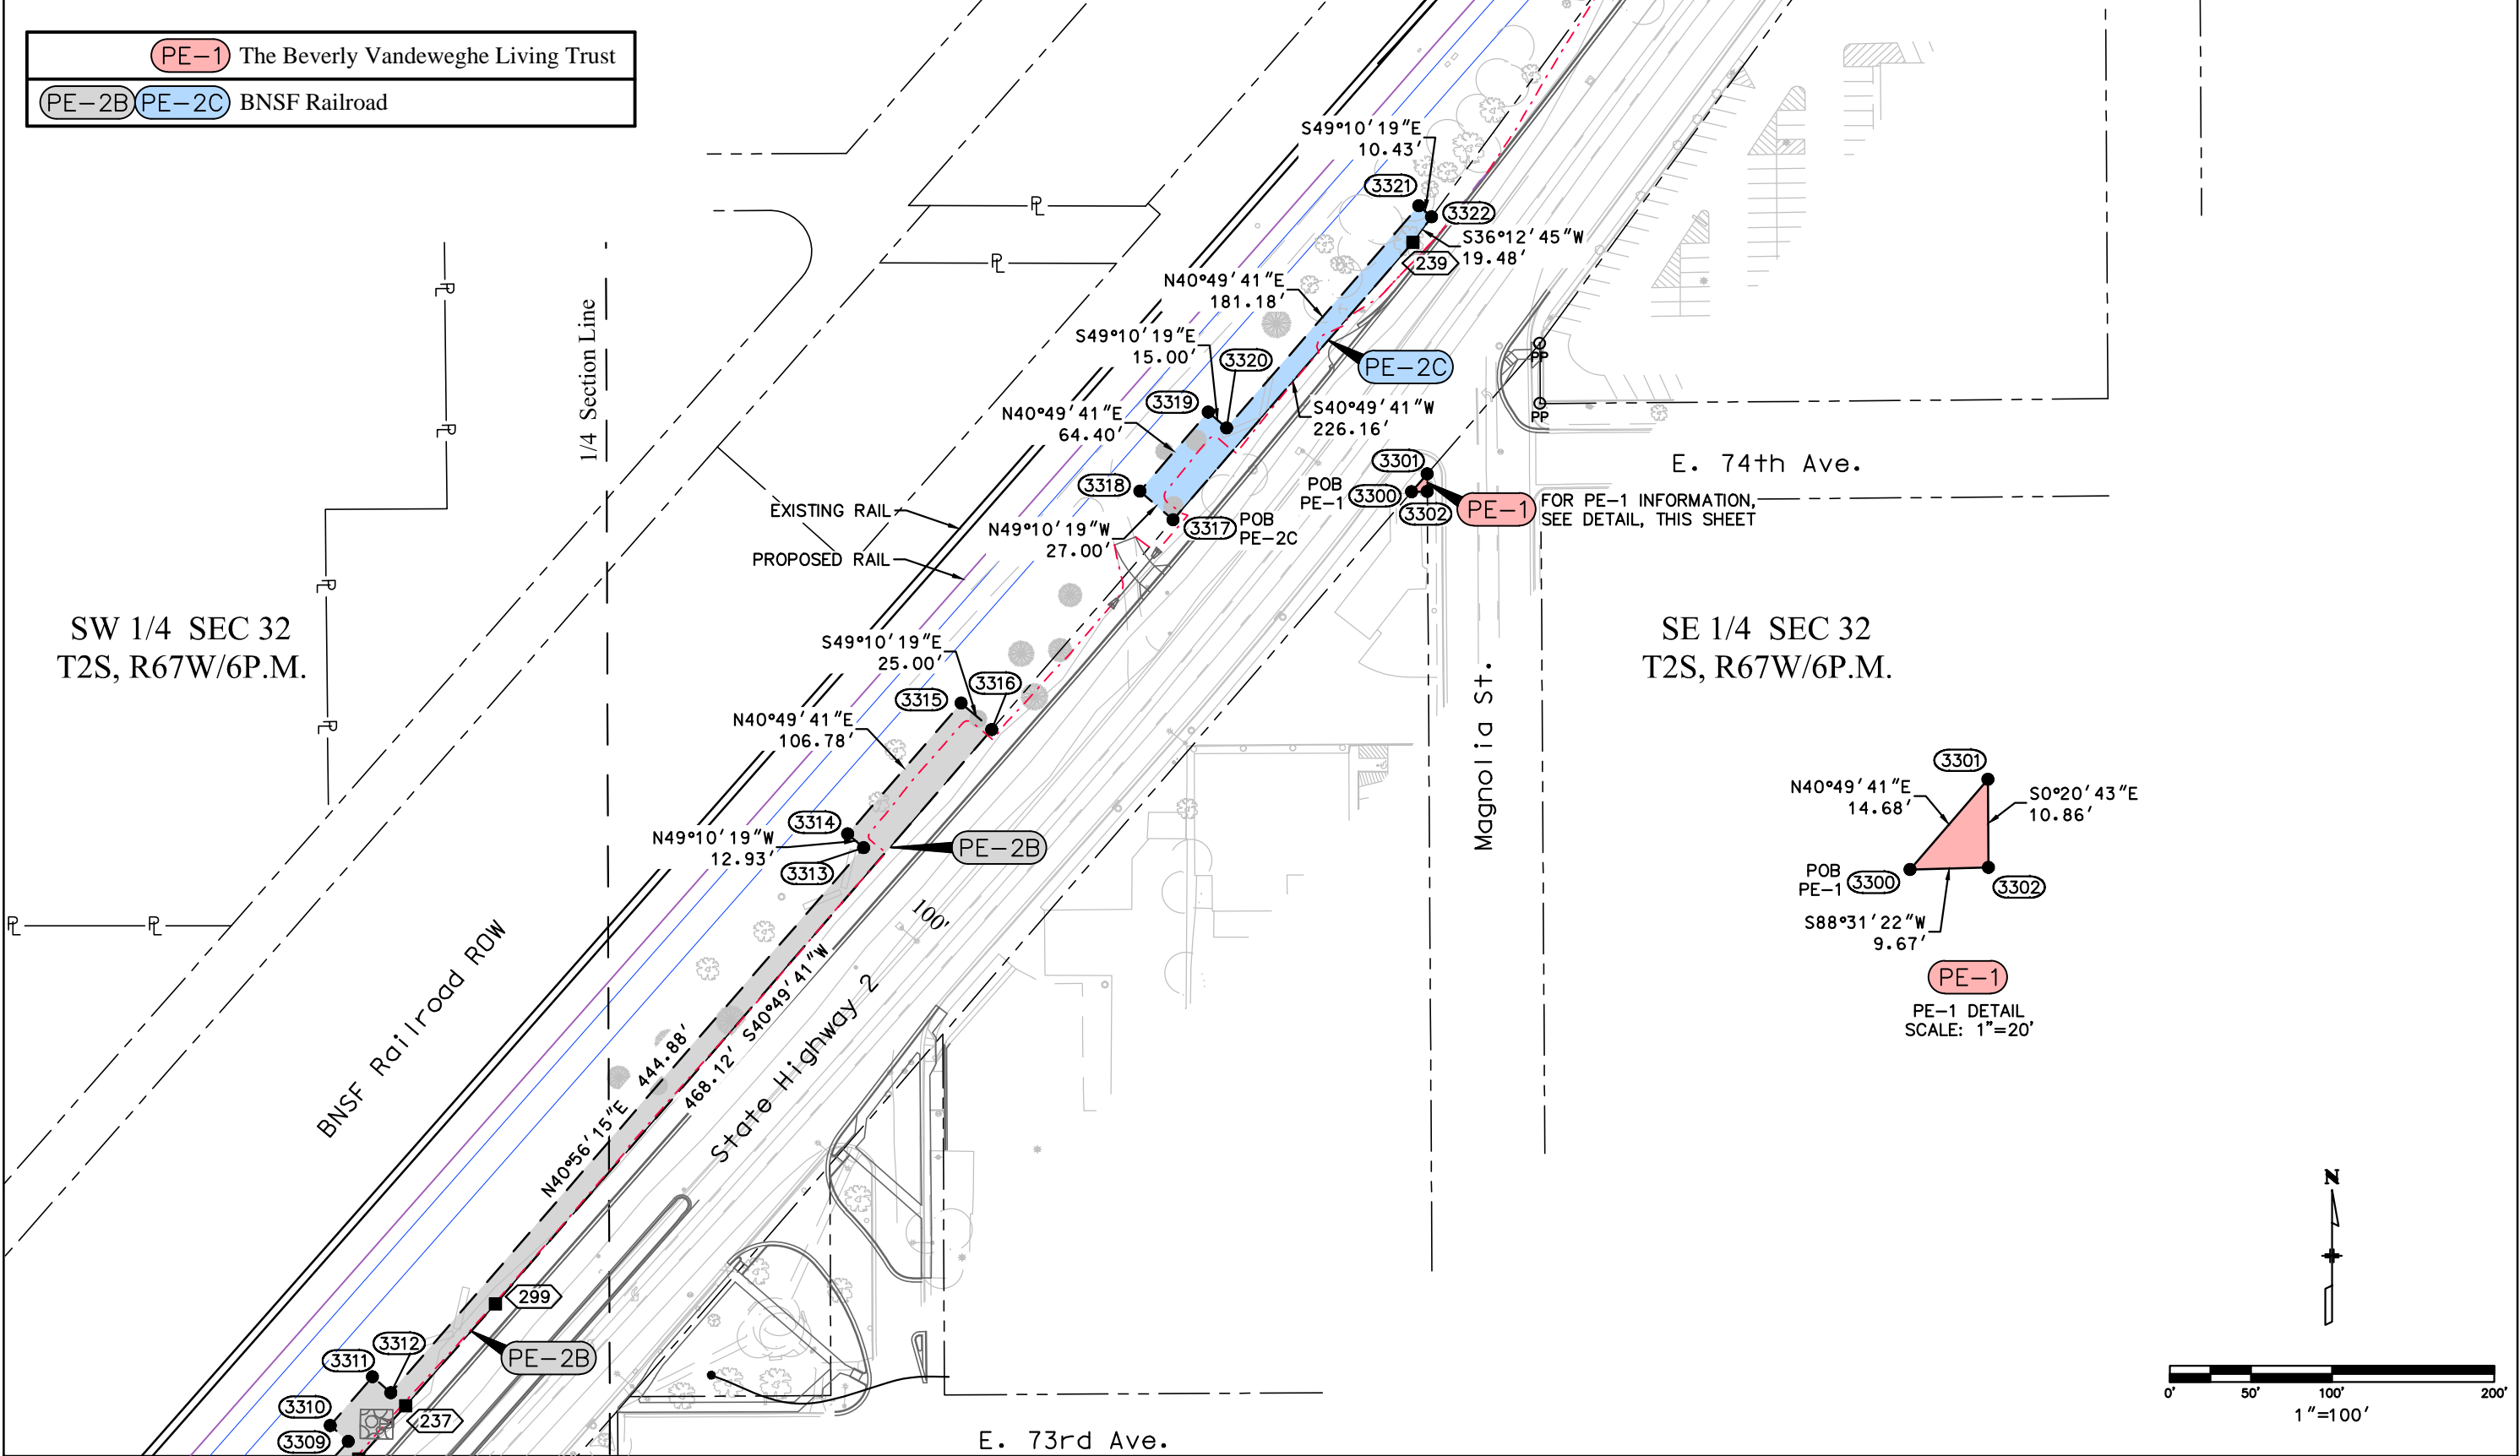 PE-1 The Beverly Vandeweghe Living Trust
PE-2B PE-2C BNSF Railroad
S49°10'19"E
10.43'
3321
3322
S36°12'45"W
19.48'
239
N40°49'41"E
181.18'
S49°10'19"E
15.00'
3320
PE-2C
3319
N40°49'41"E
64.40'
S40°49'41"W
226.16'
3318
N49°10'19"W
27.00'
3317
POB
PE-2C
℄
℄
℄
℄
℄
℄
℄
℄
1/4 Section Line
EXISTING RAIL
PROPOSED RAIL
PP
PP
E. 74th Ave.
3301
POB
PE-1
3300
3302
PE-1
FOR PE-1 INFORMATION,
SEE DETAIL, THIS SHEET
SW 1/4 SEC 32
T2S, R67W/6P.M.
SE 1/4 SEC 32
T2S, R67W/6P.M.
S49°10'19"E
25.00'
3316
3315
N40°49'41"E
106.78'
3314
N49°10'19"W
12.93'
3313
PE-2B
Magnolia St.
100'
BNSF Railroad ROW
N40°56'15"E 444.88'
468.12' S40°49'41"W
State Highway 2
3301
N40°49'41"E
14.68'
S0°20'43"E
10.86'
POB
PE-1
3300
3302
S88°31'22"W
9.67'
PE-1
PE-1 DETAIL
SCALE: 1"=20'
299
PE-2B
3312
3311
3310
3309
237
E. 73rd Ave.
N
0' 50' 100' 200'
1"=100'